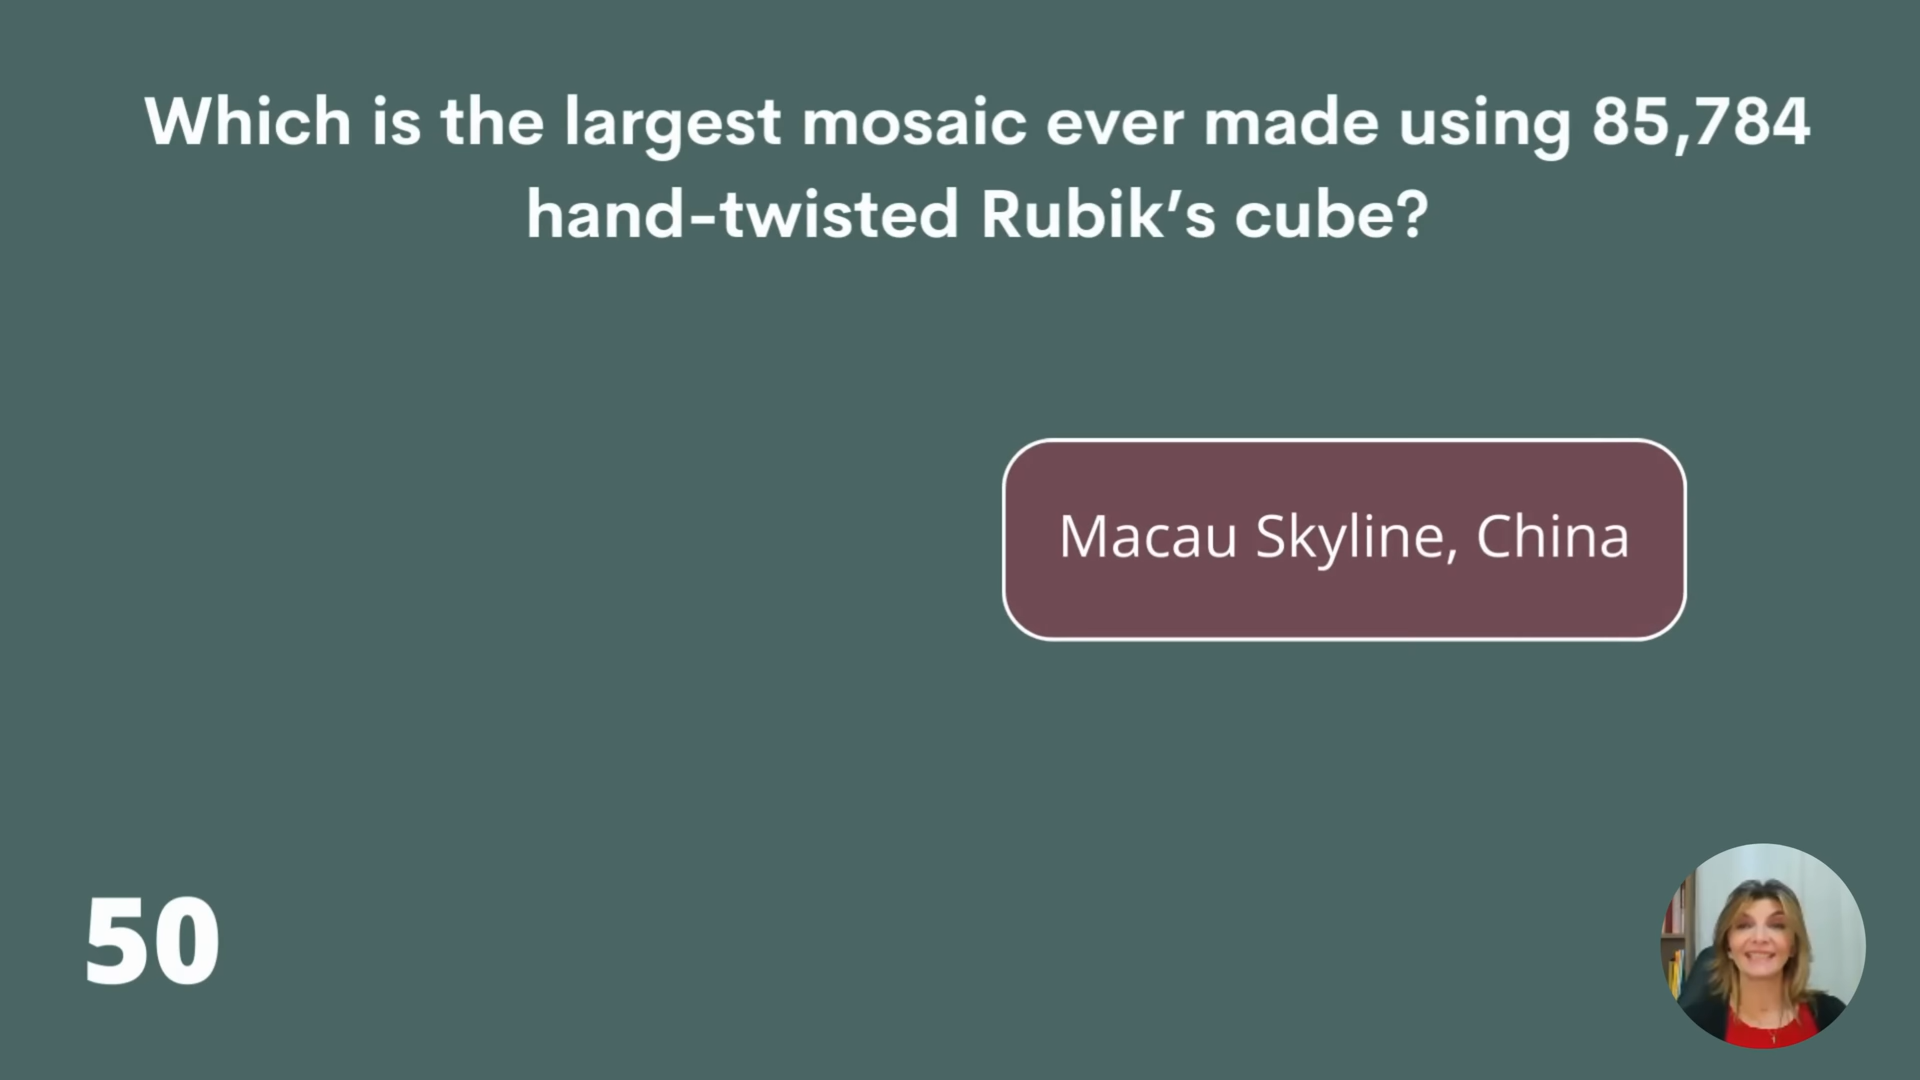 Which is the largest mosaic ever made using 85,784
hand-twisted Rubik’s cube?
Macau Skyline, China
50